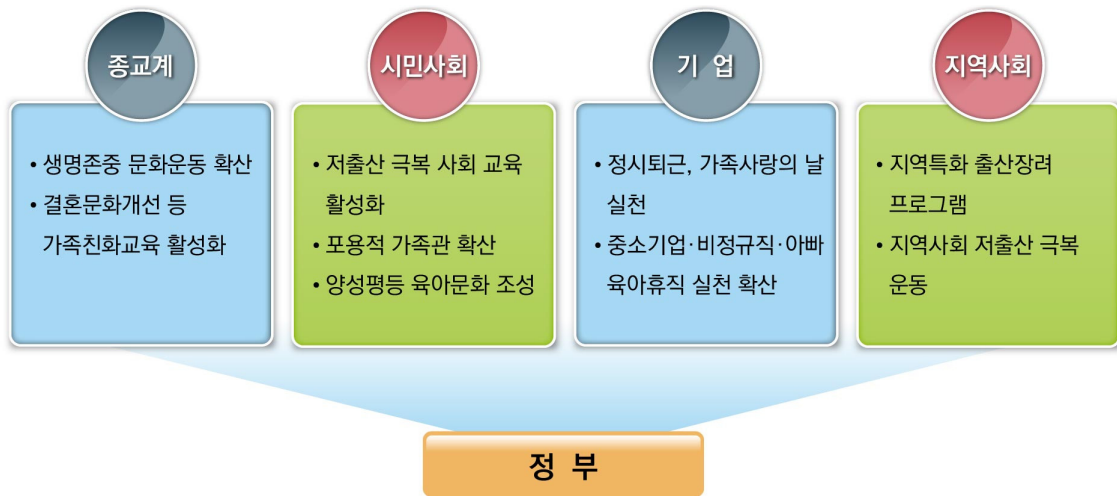 종교계
• 생명존중 문화운동 확산
• 결혼문화개선 등
가족친화교육 활성화
시민사회
• 저출산 극복 사회 교육
활성화
• 포용적 가족관 확산
• 양성평등 육아문화 조성
기 업
• 정시퇴근, 가족사랑의 날
실천
• 중소기업·비정규직·아빠
육아휴직 실천 확산
지역사회
• 지역특화 출산장려
프로그램
• 지역사회 저출산 극복
운동
정 부